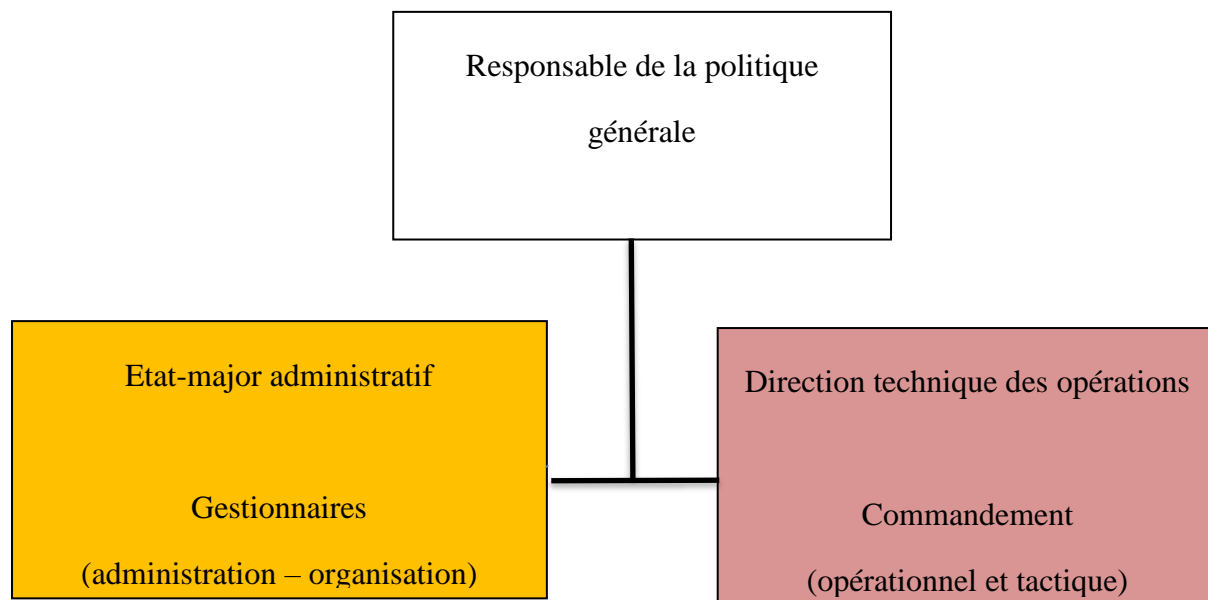 Responsable de la politique
générale
Etat-major administratif
Gestionnaires
(administration – organisation)
Direction technique des opérations
Commandement
(opérationnel et tactique)